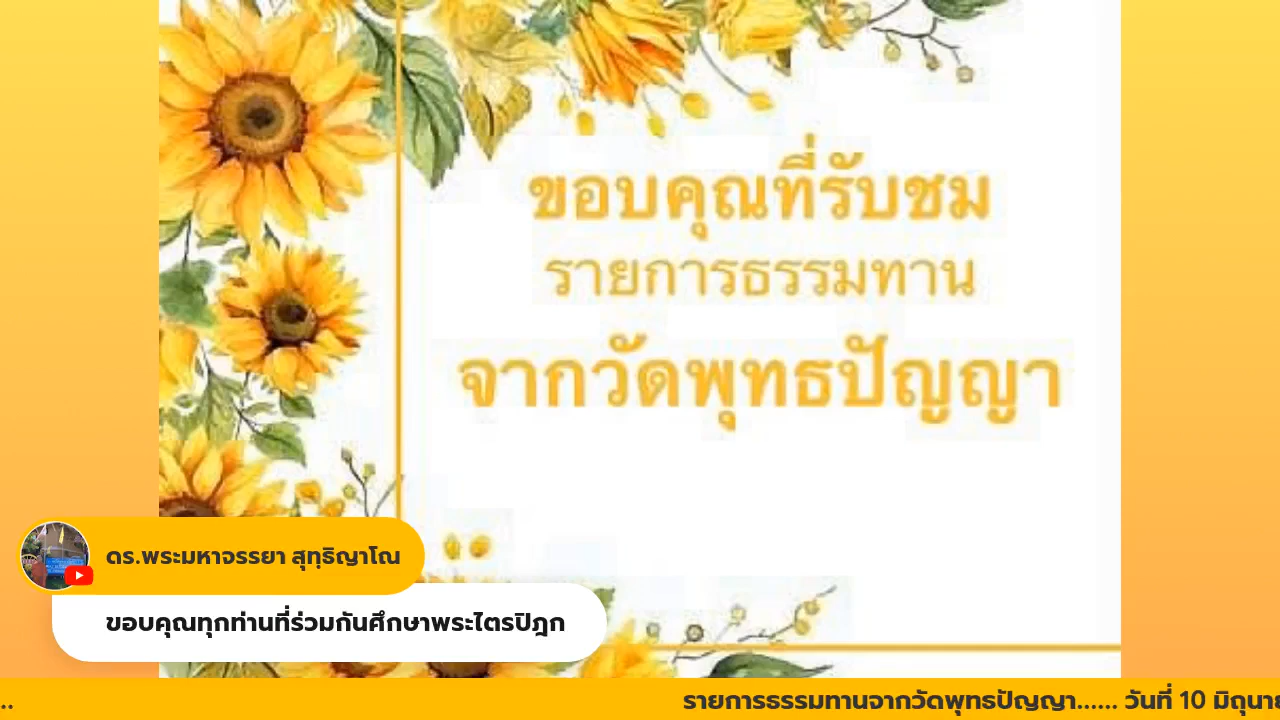 ขอบคุณที่รับชม
รายการธรรมทาน
จากวัดพุทธปัญญา
ดร.พระมหาจรรยา สุทฺธิญาโณ
ขอบคุณทุกท่านที่ร่วมกันศึกษาพระไตรปิฎก
.. รายการธรรมทานจากวัดพุทธปัญญา...... วันที่ 10